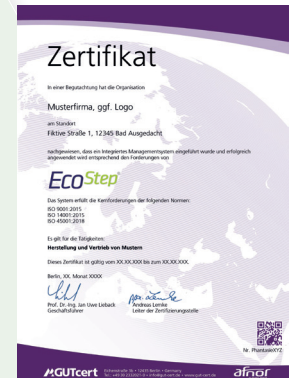 Zertifikat
In einer Begutachtung hat die Organisation
Musterfirma, ggf. Logo
am Standort
Fiktive Straße 1, 12345 Bad Ausgedacht
nachgewiesen, dass ein Integriertes Managementsystem eingeführt wurde und erfolgreich
angewendet wird entsprechend den Forderungen von
EcoStep
Das System erfüllt die Kernforderungen der folgenden Normen:
ISO 9001:2015
ISO 14001:2015
ISO 45001:2018
Es gilt für die Tätigkeiten:
Herstellung und Vertrieb von Mustern
Dieses Zertifikat ist gültig vom XX.XX.XXX bis zum XX.XX.XXX.
Berlin, XX. Monat XXXX
Prof. Dr.-Ing. Jan Uwe Lieback
Geschäftsführer
Andreas Lemke
Leiter der Zertifizierungsstelle
Nr. PhantasieXYZ
GUTcert
afnor